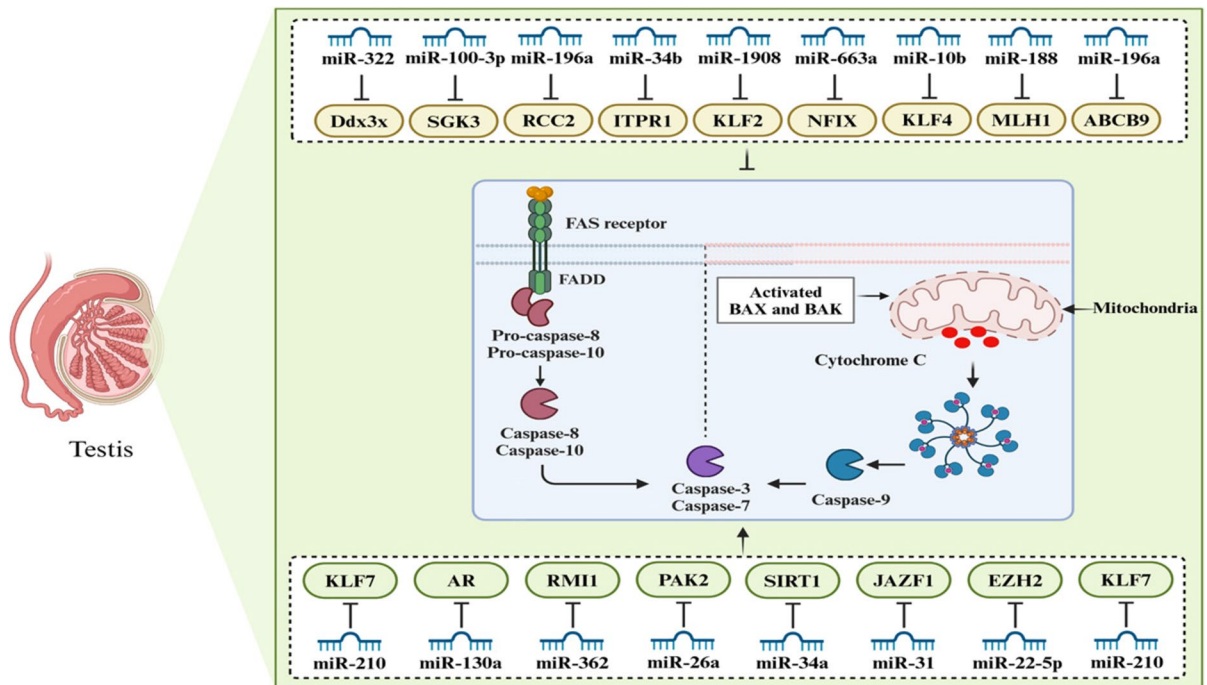 miR-322 miR-100-3p miR-196a miR-34b miR-1908 miR-663a miR-10b miR-188 miR-196a
Ddx3x SGK3 RCC2 ITPR1 KLF2 NFIX KLF4 MLH1 ABCB9
FAS receptor
FADD
Activated
BAX and BAK
Mitochondria
Pro-caspase-8
Pro-caspase-10
Cytochrome C
Testis
Caspase-8
Caspase-10
Caspase-3
Caspase-7
Caspase-9
KLF7 AR RMI1 PAK2 SIRT1 JAZF1 EZH2 KLF7
miR-210 miR-130a miR-362 miR-26a miR-34a miR-31 miR-22-5p miR-210